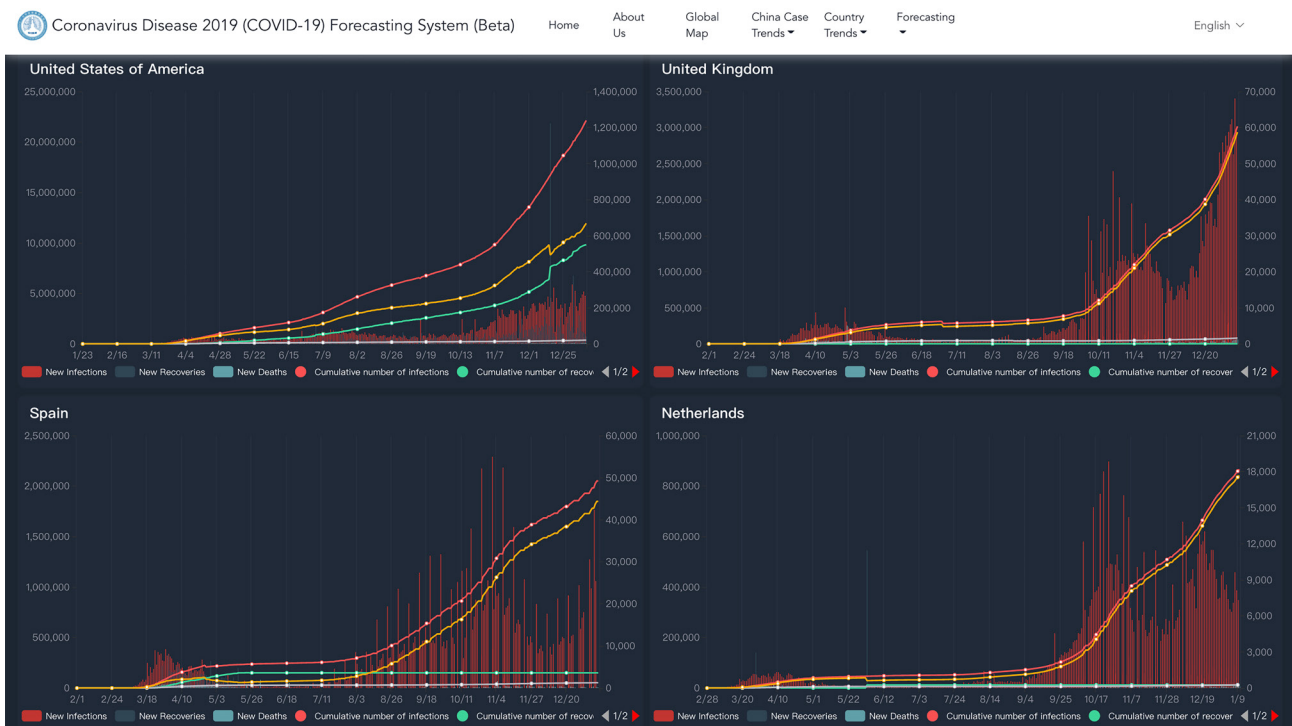 Coronavirus Disease 2019 (COVID-19) Forecasting System (Beta)
Home
About
Us
Global
Map
China Case
Trends
Country
Trends
Forecasting
English
United States of America
25,000,000
20,000,000
15,000,000
10,000,000
5,000,000
0
1,400,000
1,200,000
1,000,000
800,000
600,000
400,000
200,000
0
1/23 2/16 3/11 4/4 4/28 5/22 6/15 7/9 8/2 8/26 9/19 10/13 11/7 12/1 12/25
New Infections New Recoveries New Deaths Cumulative number of infections Cumulative number of recov 1/2
United Kingdom
3,500,000
3,000,000
2,500,000
2,000,000
1,500,000
1,000,000
500,000
0
70,000
60,000
50,000
40,000
30,000
20,000
10,000
0
2/1 2/24 3/18 4/10 5/3 5/26 6/18 7/11 8/3 8/26 9/18 10/11 11/4 11/27 12/20
New Infections New Recoveries New Deaths Cumulative number of infections Cumulative number of recover 1/2
Spain
2,500,000
2,000,000
1,500,000
1,000,000
500,000
0
60,000
50,000
40,000
30,000
20,000
10,000
0
2/1 2/24 3/18 4/10 5/3 5/26 6/18 7/11 8/3 8/26 9/18 10/11 11/4 11/27 12/20
New Infections New Recoveries New Deaths Cumulative number of infections Cumulative number of recov 1/2
Netherlands
1,000,000
800,000
600,000
400,000
200,000
0
21,000
18,000
15,000
12,000
9,000
6,000
3,000
0
2/28 3/20 4/10 5/1 5/22 6/12 7/3 7/24 8/14 9/4 9/25 10/17 11/7 11/28 12/19 1/9
New Infections New Recoveries New Deaths Cumulative number of infections Cumulative number of recover 1/2